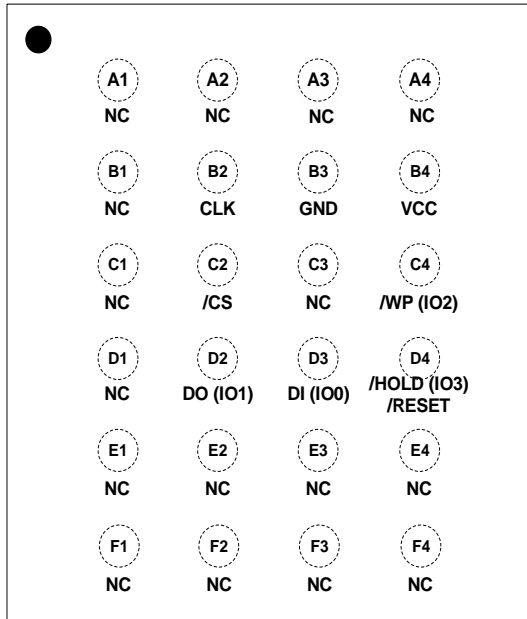 A1 A2 A3 A4
NC NC NC NC
B1 B2 B3 B4
NC CLK GND VCC
C1 C2 C3 C4
NC /CS NC /WP (IO2)
D1 D2 D3 D4
NC DO (IO1) DI (IO0) /HOLD (IO3)
/RESET
E1 E2 E3 E4
NC NC NC NC
F1 F2 F3 F4
NC NC NC NC